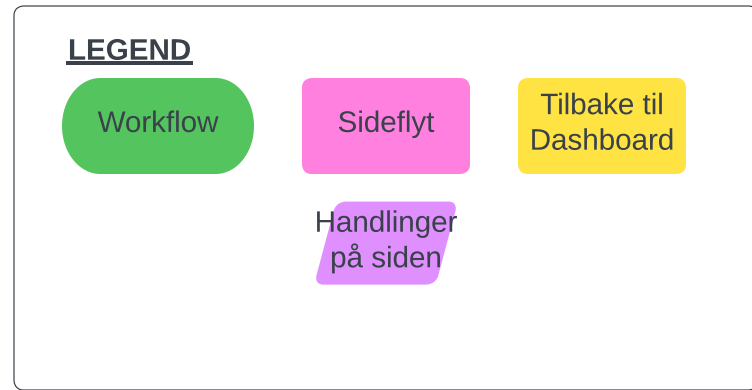 LEGEND
Workflow
Sideflyt
Tilbake til
Dashboard
Handlinger
på siden